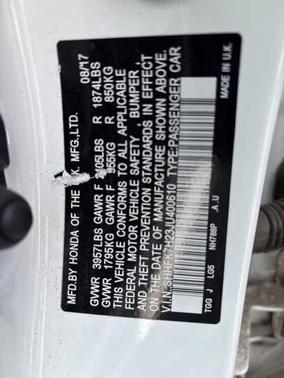 MFD.BY HONDA OF THE U.K. MFG.,LTD. 08/17
GVWR 3957LBS GAWR F 2105LBS R 1874LBS
GVWR 1795KG GAWR F 955KG R 850KG
THIS VEHICLE CONFORMS TO ALL APPLICABLE
FEDERAL MOTOR VEHICLE SAFETY , BUMPER ,
AND THEFT PREVENTION STANDARDS IN EFFECT
ON THE DATE OF MANUFACTURE SHOWN ABOVE.
V.I.N. TYPE:PASSENGER CAR
NH788P .A.U
TGG J LG5
MADE IN U.K.